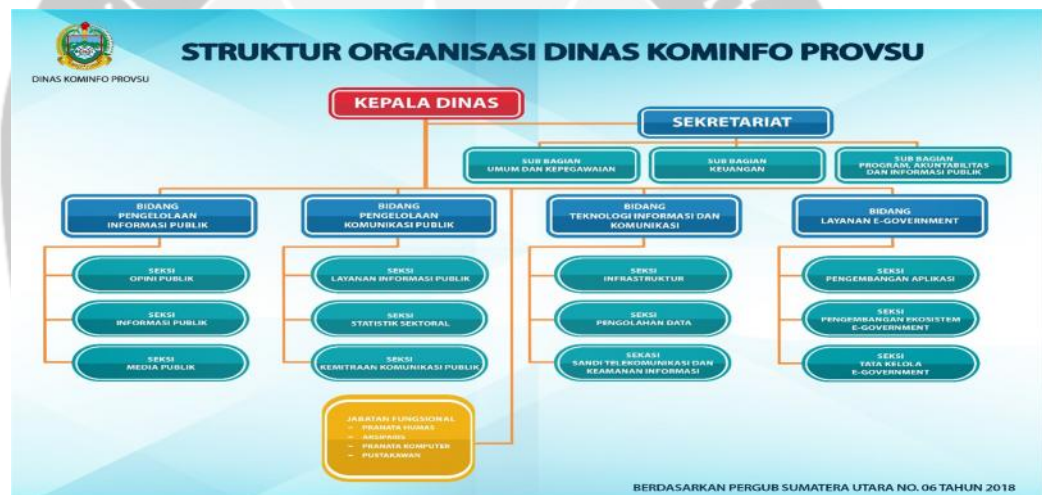 STRUKTUR ORGANISASI DINAS KOMINFO PROVSU
DINAS KOMINFO PROVSU
KEPALA DINAS
SEKRETARIAT
SUB BAGIAN
UMUM DAN KEPEGAWAIAN
SUB BAGIAN
KEUANGAN
SUB BAGIAN
PROGRAM, AKUNTABILITAS
DAN INFORMASI PUBLIK
BIDANG
PENGELOLAAN
INFORMASI PUBLIK
BIDANG
PENGELOLAAN
KOMUNIKASI PUBLIK
BIDANG
TEKNOLOGI INFORMASI DAN
KOMUNIKASI
BIDANG
LAYANAN E-GOVERNMENT
SEKSI
OPINI PUBLIK
SEKSI
INFORMASI PUBLIK
SEKSI
MEDIA PUBLIK
SEKSI
LAYANAN INFORMASI PUBLIK
SEKSI
STATISTIK SEKTORAL
SEKSI
KEMITRAAN KOMUNIKASI PUBLIK
SEKSI
INFRASTRUKTUR
SEKSI
PENGOLAHAN DATA
SEKASI
SANDI TELEKOMUNIKASI DAN
KEAMANAN INFORMASI
SEKSI
PENGEMBANGAN APLIKASI
SEKSI
PENGEMBANGAN EKOSISTEM
E-GOVERNMENT
SEKSI
TATA KELOLA
E-GOVERNMENT
JABATAN FUNGSIONAL
– PRANATA HUMAS
– ARSIPARIS
– PRANATA KOMPUTER
– PUSTAKAWAN
BERDASARKAN PERGUB SUMATERA UTARA NO. 06 TAHUN 2018